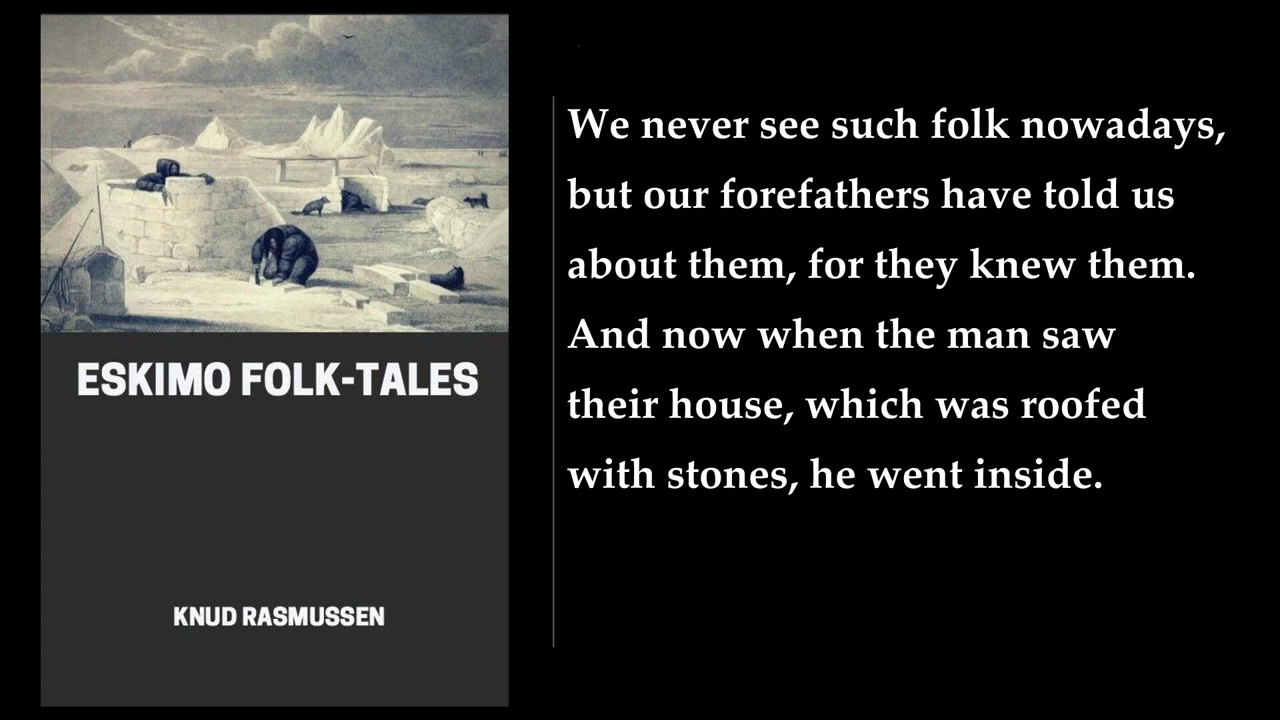 ESKIMO FOLK-TALES
KNUD RASMUSSEN
We never see such folk nowadays,
but our forefathers have told us
about them, for they knew them.
And now when the man saw
their house, which was roofed
with stones, he went inside.